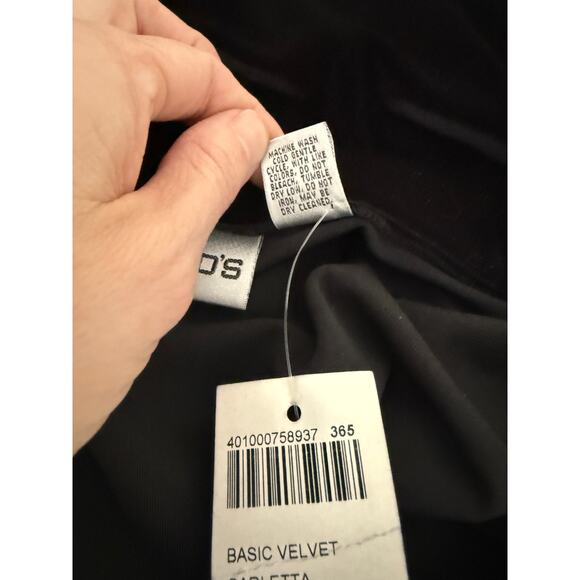 MACHINE WASH
COLD GENTLE
CYCLE, WITH LIKE
COLORS, DO NOT
BLEACH, TUMBLE
DRY LOW, DO NOT
IRON, MAY BE
DRY CLEANED.
O'S
401000758937 365
BASIC VELVET
CARLETTA